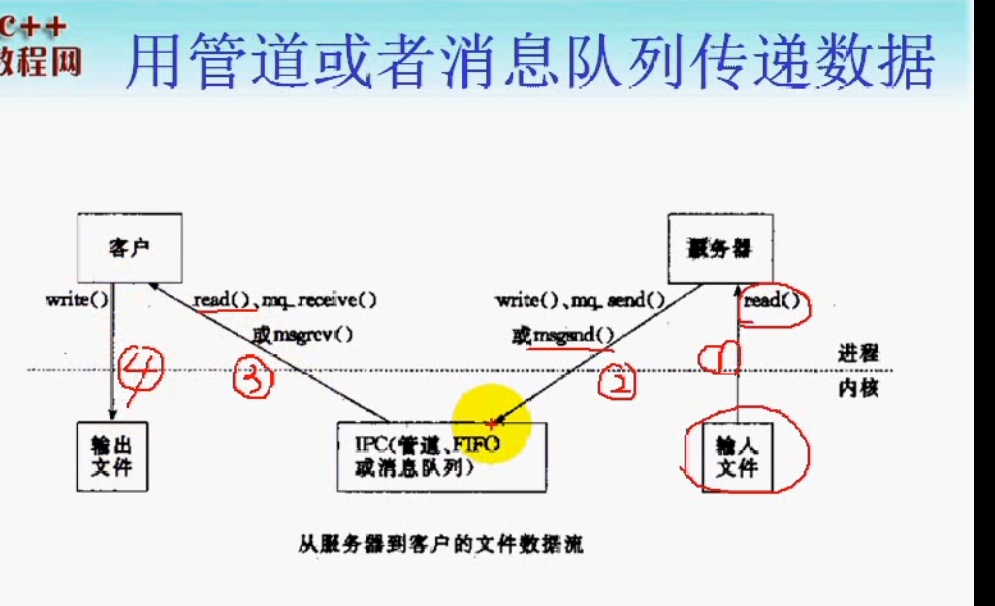 C++
教程网
用管道或者消息队列传递数据
客户
服务器
write()
read()、mq_receive()
或msgrcv()
write()、mq_send()
或msgsnd()
read()
进程
内核
④
③
②
①
输出
文件
IPC(管道、FIFO
或消息队列)
输入
文件
从服务器到客户的文件数据流